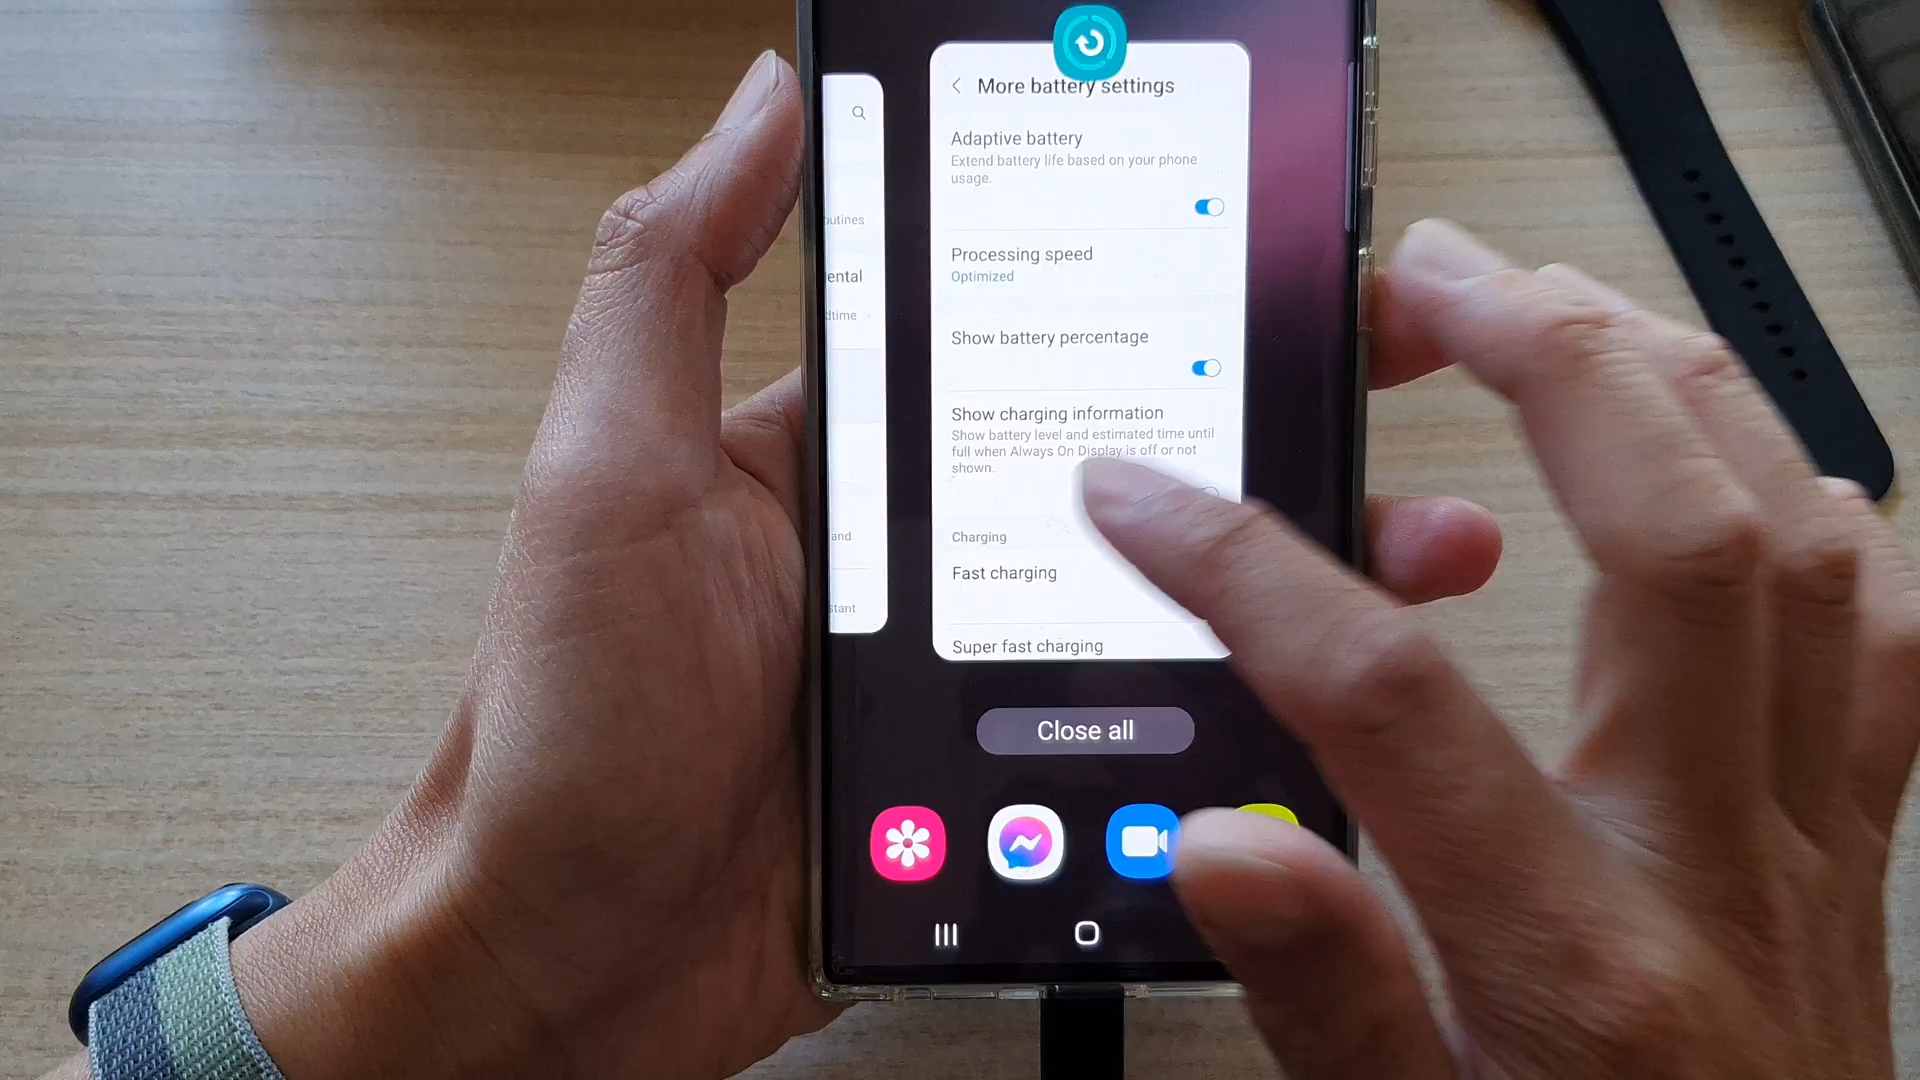 More battery settings
Adaptive battery
Extend battery life based on your phone
usage.
Processing speed
Optimized
Show battery percentage
Show charging information
Show battery level and estimated time until
full when Always On Display is off or not
shown.
Charging
Fast charging
Super fast charging
outines
ental
dtime
and
stant
Close all